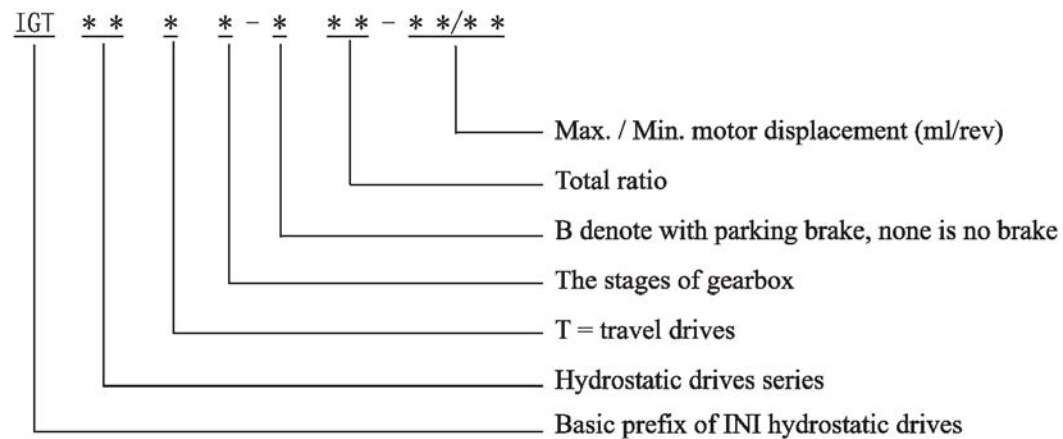 IGT ** * * - * ** - **/**
Max. / Min. motor displacement (ml/rev)
Total ratio
B denote with parking brake, none is no brake
The stages of gearbox
T = travel drives
Hydrostatic drives series
Basic prefix of INI hydrostatic drives